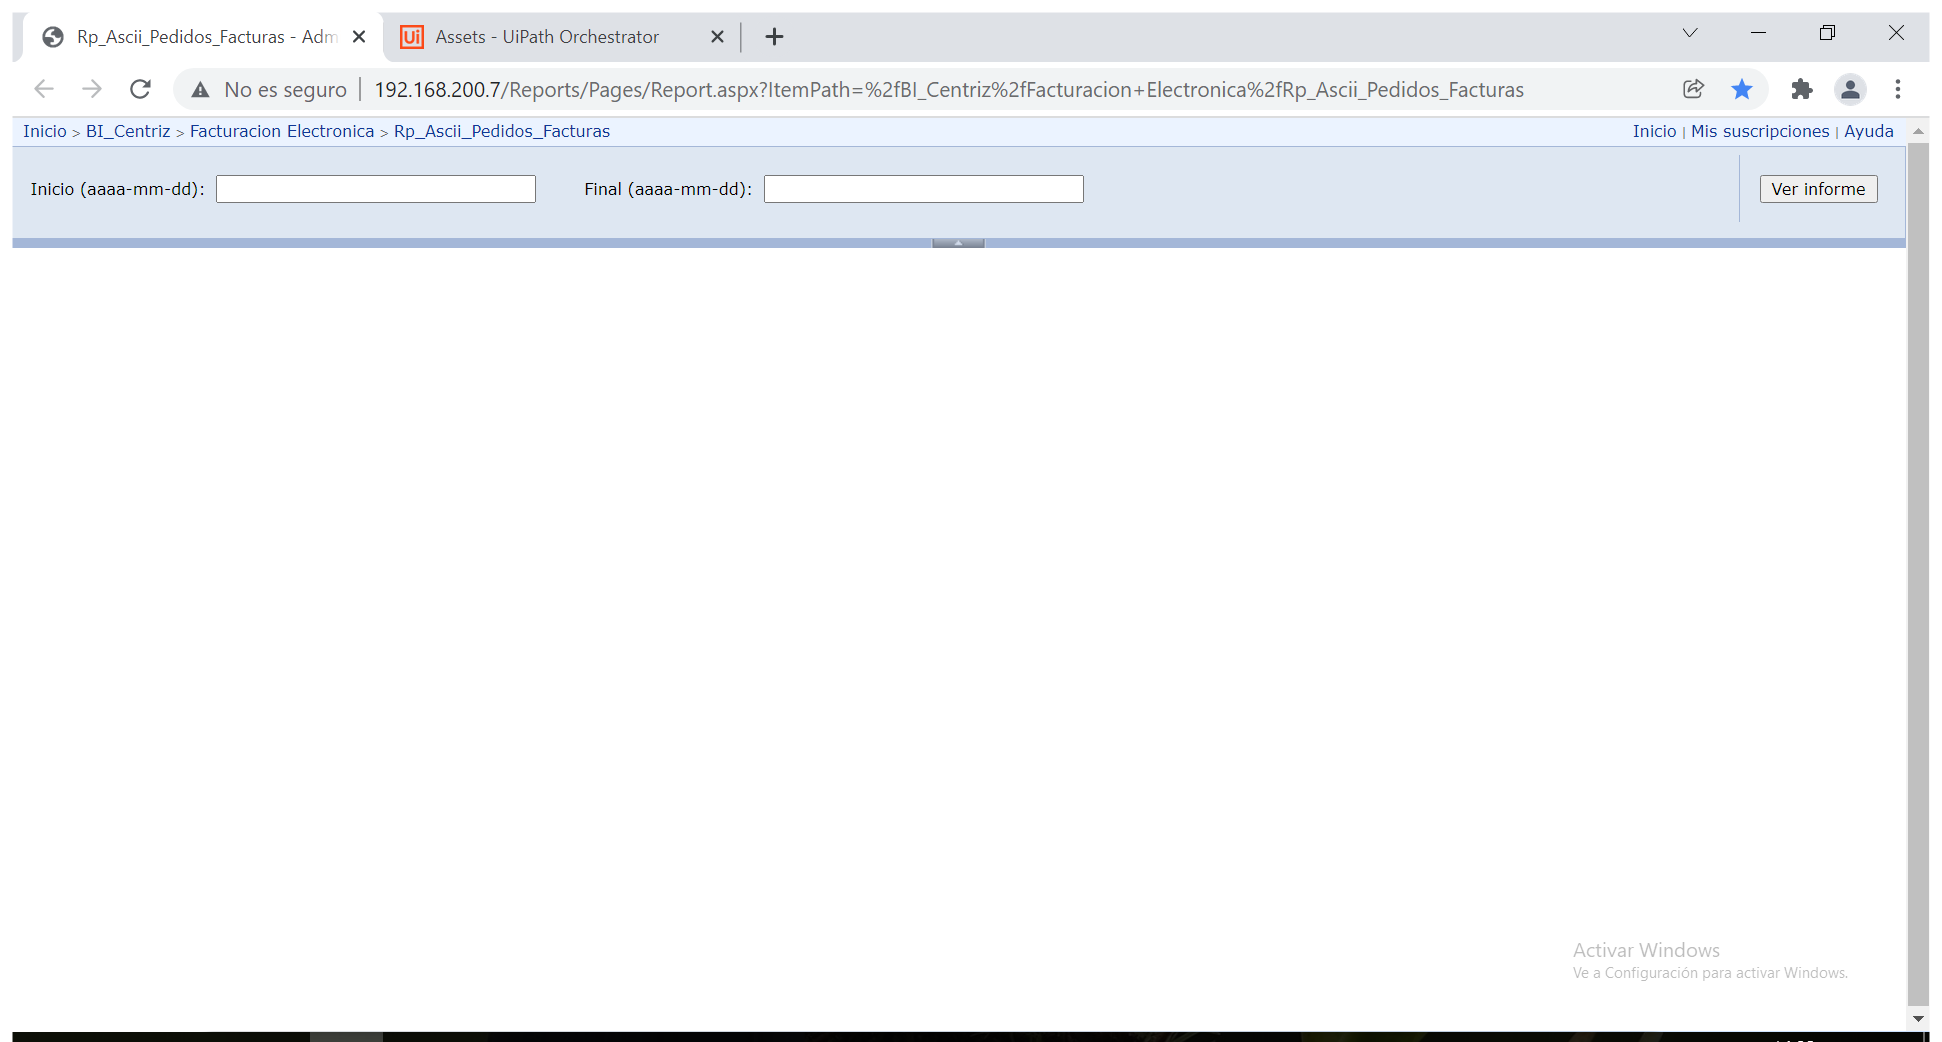 Rp_Ascii_Pedidos_Facturas - Adm
Ui Assets - UiPath Orchestrator
No es seguro 192.168.200.7/Reports/Pages/Report.aspx?ItemPath=%2fBI_Centriz%2fFacturacion+Electronica%2fRp_Ascii_Pedidos_Facturas
Inicio > BI_Centriz > Facturacion Electronica > Rp_Ascii_Pedidos_Facturas
Inicio | Mis suscripciones | Ayuda
Inicio (aaaa-mm-dd):
Final (aaaa-mm-dd):
Ver informe
Activar Windows
Ve a Configuración para activar Windows.